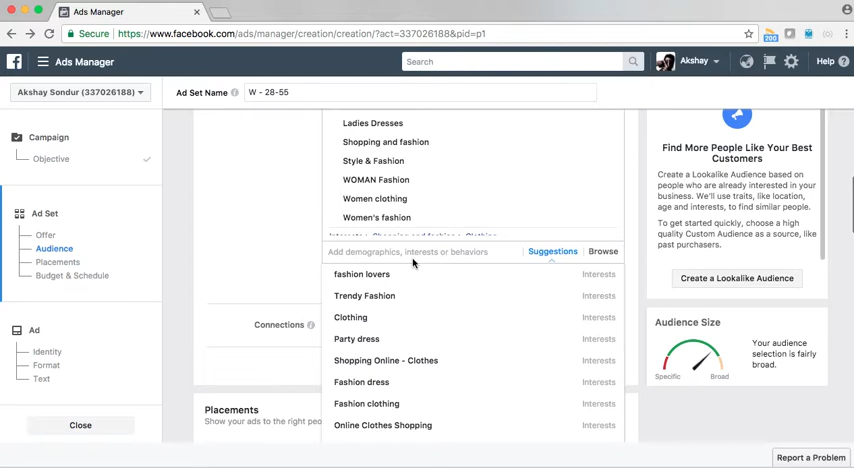 Ads Manager
Secure https://www.facebook.com/ads/manager/creation/creation/?act=337026188&pid=p1
200
Ads Manager
Search
Akshay
Help
Akshay Sondur (337026188)
Ad Set Name
W - 28-55
Campaign
Objective
Ad Set
Offer
Audience
Placements
Budget & Schedule
Ad
Identity
Format
Text
Close
Ladies Dresses
Shopping and fashion
Style & Fashion
WOMAN Fashion
Women clothing
Women's fashion
Interests > Shopping and fashion > Clothing
Add demographics, interests or behaviors
Suggestions
Browse
fashion lovers Interests
Trendy Fashion Interests
Clothing Interests
Party dress Interests
Shopping Online - Clothes Interests
Fashion dress Interests
Fashion clothing Interests
Online Clothes Shopping Interests
Connections
Placements
Show your ads to the right peo
Find More People Like Your Best
Customers
Create a Lookalike Audience based on
people who are already interested in your
business. We'll use traits, like location,
age and interests, to find similar people.
To get started quickly, choose a high
quality Custom Audience as a source, like
past purchasers.
Create a Lookalike Audience
Audience Size
Specific
Broad
Your audience
selection is fairly
broad.
Report a Problem